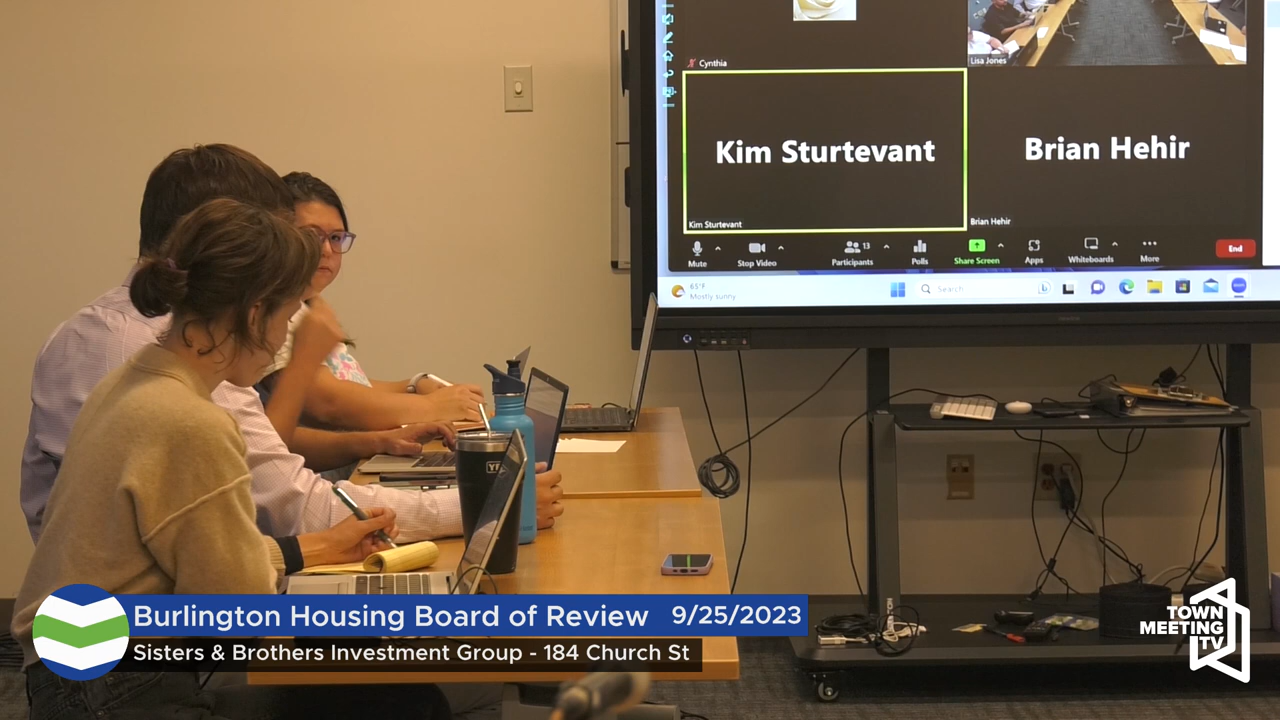 Cynthia
Lisa Jones
Kim Sturtevant
Brian Hehir
Kim Sturtevant
Brian Hehir
Mute
Stop Video
Participants
13
Polls
Share Screen
Apps
Whiteboards
More
End
65°F
Mostly sunny
Search
YE
Burlington Housing Board of Review 9/25/2023
Sisters & Brothers Investment Group - 184 Church St
TOWN
MEETING
TV